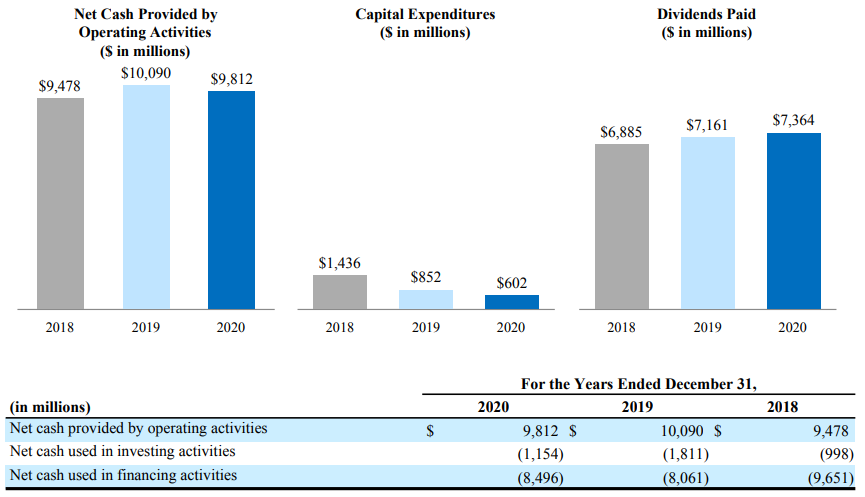 Net Cash Provided by
Operating Activities
($ in millions)
$9,478
$10,090
$9,812
2018 2019 2020
Capital Expenditures
($ in millions)
$1,436
$852
$602
2018 2019 2020
Dividends Paid
($ in millions)
$6,885
$7,161
$7,364
2018 2019 2020
For the Years Ended December 31,
(in millions) 2020 2019 2018
Net cash provided by operating activities $ 9,812 $ 10,090 $ 9,478
Net cash used in investing activities (1,154) (1,811) (998)
Net cash used in financing activities (8,496) (8,061) (9,651)